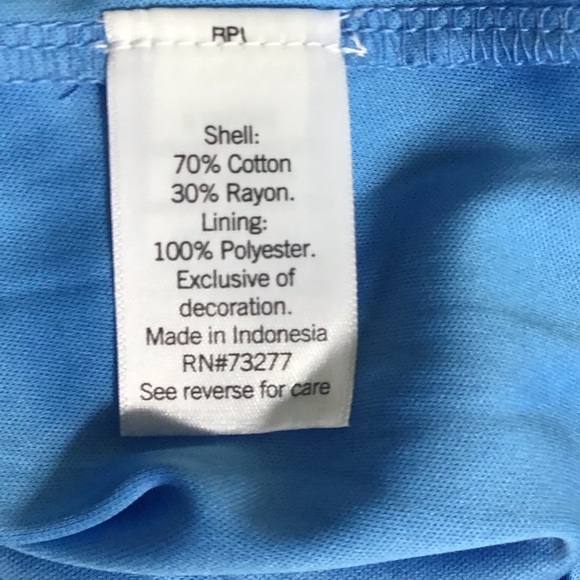 RPL
Shell:
70% Cotton
30% Rayon.
Lining:
100% Polyester.
Exclusive of
decoration.
Made in Indonesia
RN#73277
See reverse for care